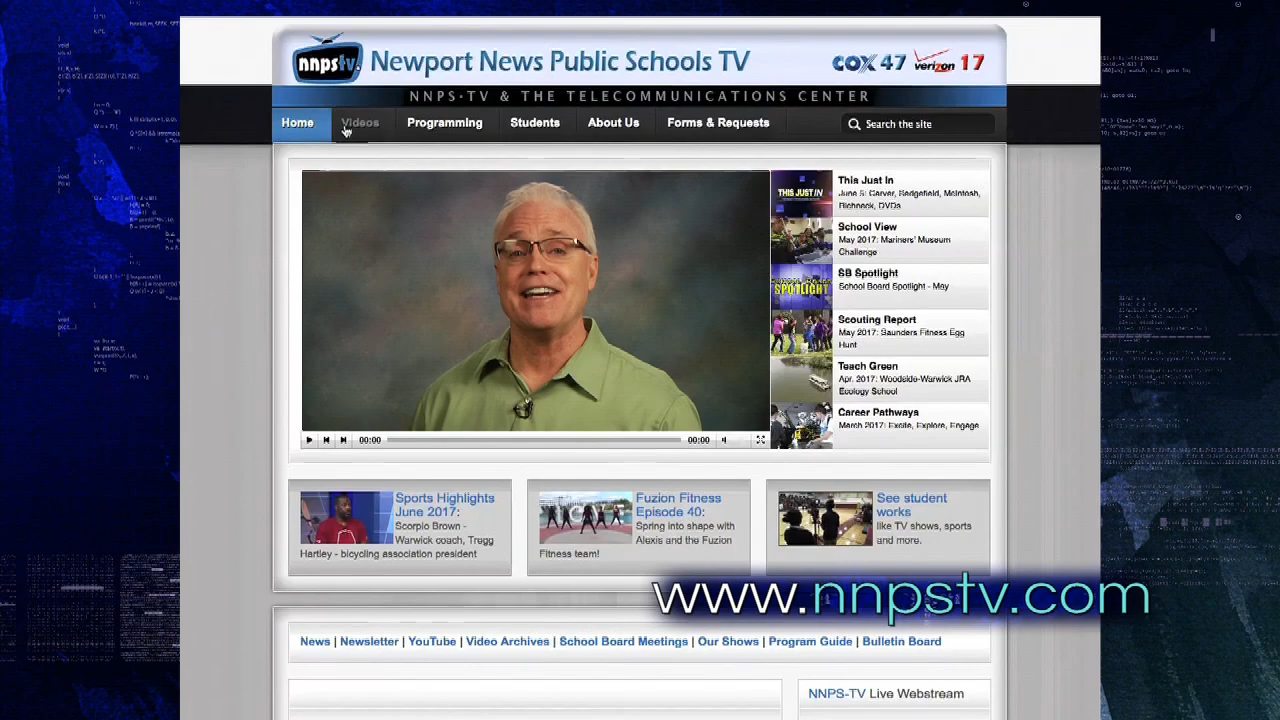 nnpstv
Newport News Public Schools TV
COX 47 verizon 17
NNPS·TV & THE TELECOMMUNICATIONS CENTER
Home Videos Programming Students About Us Forms & Requests Search the site
THIS JUST IN
This Just In
June 5: Carver, Sedgefield, McIntosh,
Richneck, DVDs
School View
May 2017: Mariners' Museum
Challenge
SPOTLIGHT
SB Spotlight
School Board Spotlight - May
Scouting Report
May 2017: Saunders Fitness Egg
Hunt
Teach Green
Apr. 2017: Woodside-Warwick JRA
Ecology School
Career Pathways
March 2017: Excite, Explore, Engage
00:00 00:00
Sports Highlights
June 2017:
Scorpio Brown -
Warwick coach, Tregg
Hartley - bicycling association president
Fuzion Fitness
Episode 40:
Spring into shape with
Alexis and the Fuzion
Fitness team!
See student
works
like TV shows, sports
and more.
www.nnpstv.com
News | Newsletter | YouTube | Video Archive | School Board Meetings | Our Shows | Program Guide | Bulletin Board
NNPS-TV Live Webstream